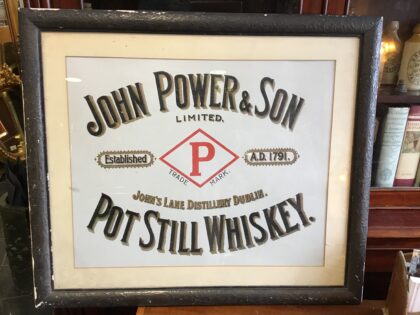 JOHN POWER & SON
LIMITED.
Established A.D. 1791.
P
TRADE MARK.
JOHN'S LANE DISTILLERY DUBLIN.
POT STILL WHISKEY.